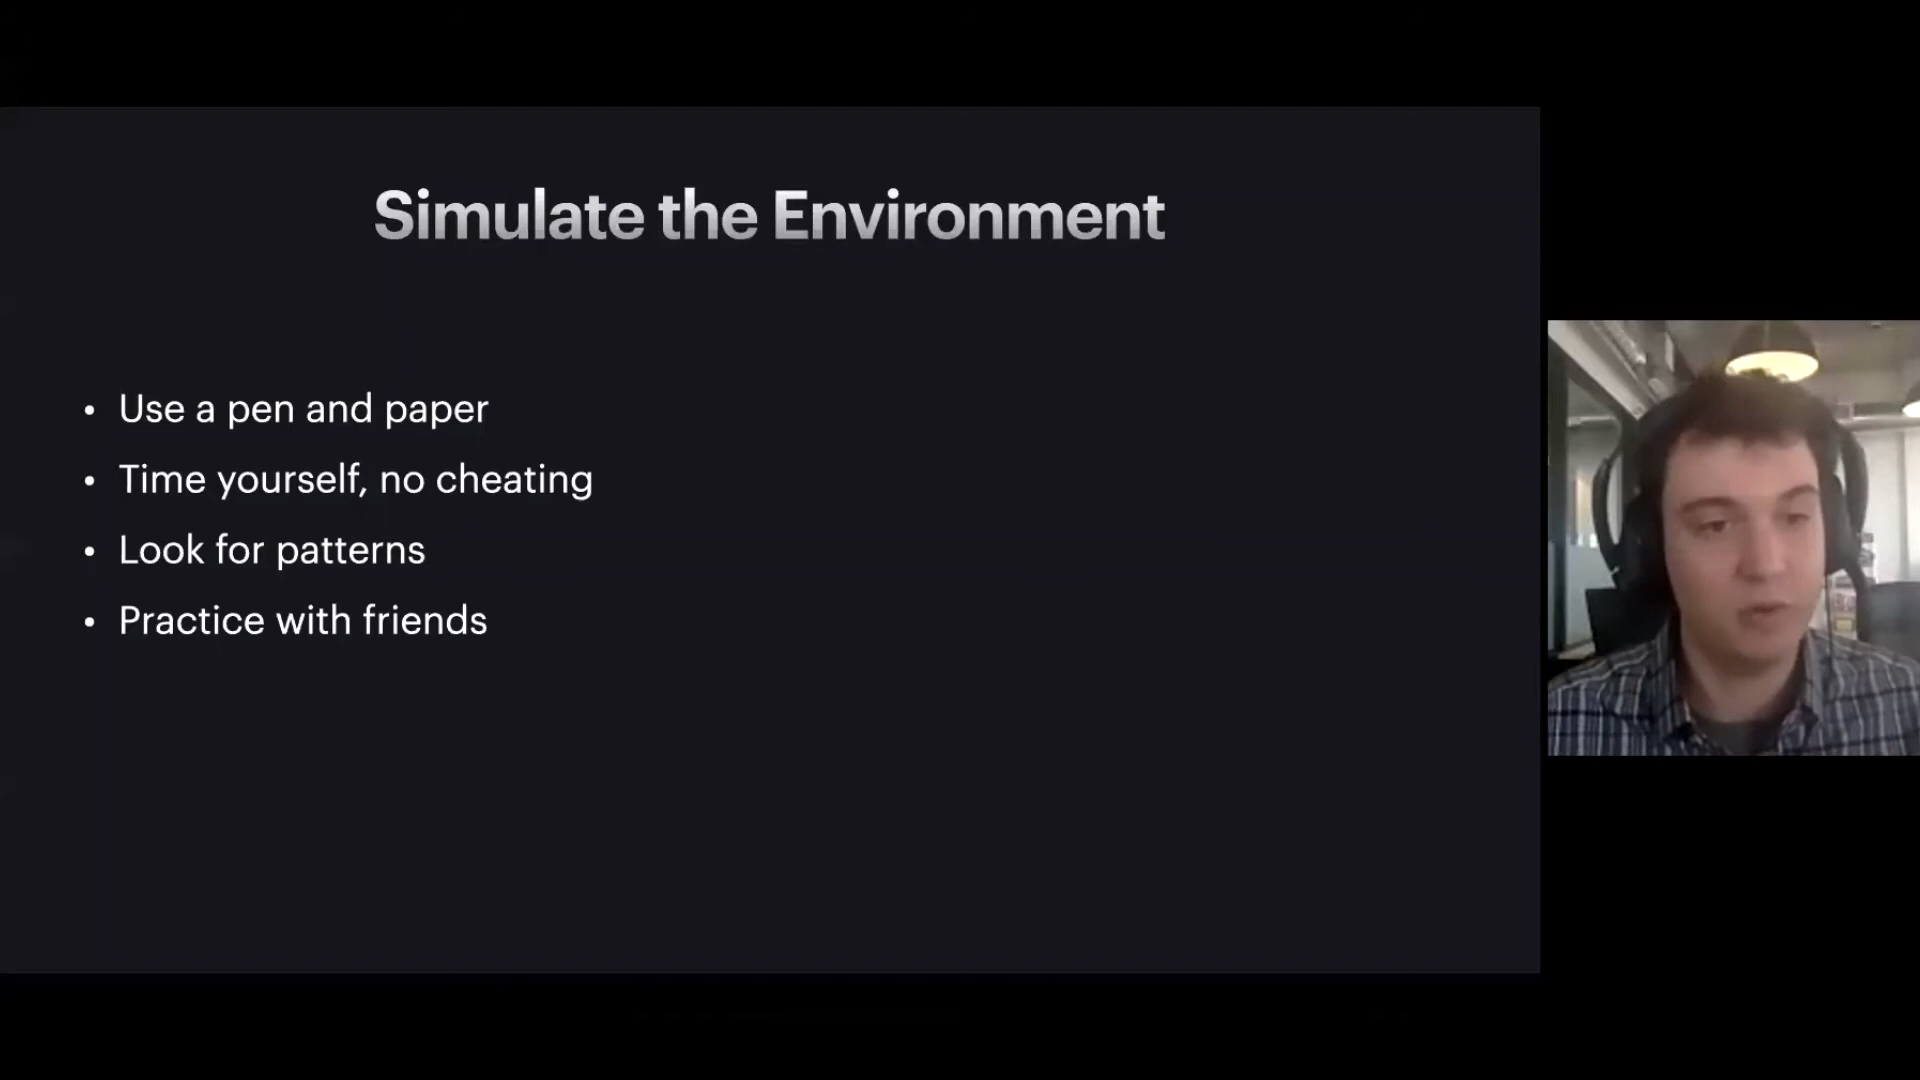 Simulate the Environment
• Use a pen and paper
• Time yourself, no cheating
• Look for patterns
• Practice with friends